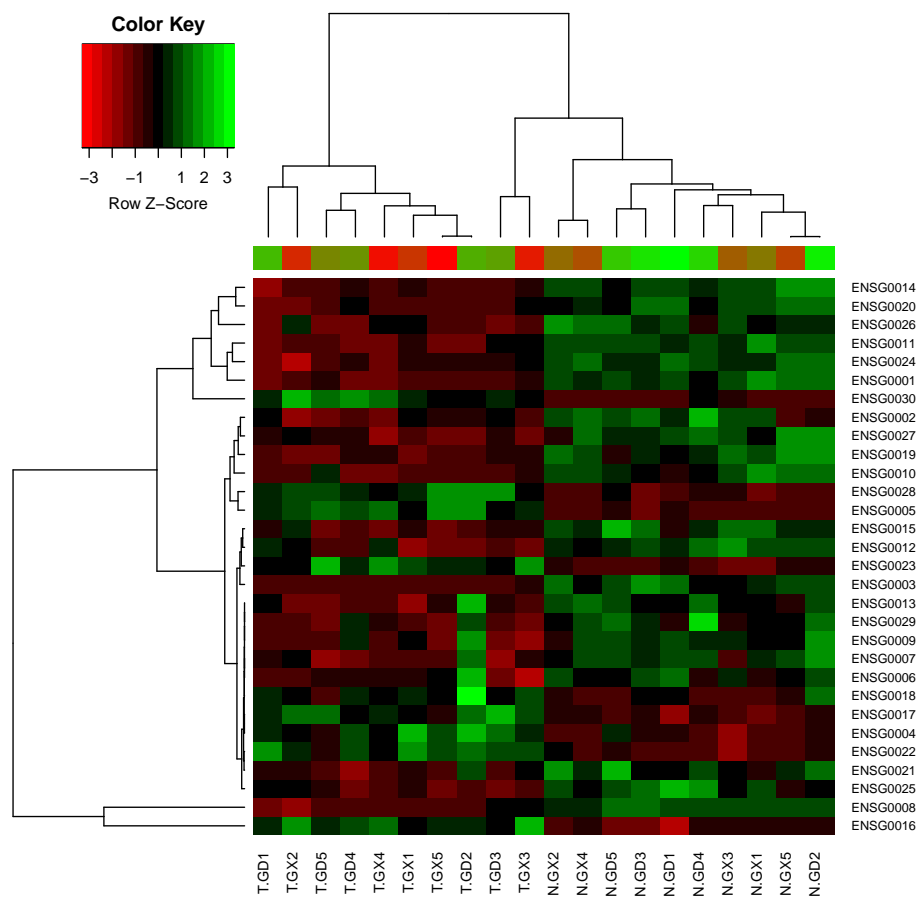 Color Key
−3 −1 1 2 3
Row Z−Score
ENSG0014
ENSG0020
ENSG0026
ENSG0011
ENSG0024
ENSG0001
ENSG0030
ENSG0002
ENSG0027
ENSG0019
ENSG0010
ENSG0028
ENSG0005
ENSG0015
ENSG0012
ENSG0023
ENSG0003
ENSG0013
ENSG0029
ENSG0009
ENSG0007
ENSG0006
ENSG0018
ENSG0017
ENSG0004
ENSG0022
ENSG0021
ENSG0025
ENSG0008
ENSG0016
T.GD1
T.GX2
T.GD5
T.GD4
T.GX4
T.GX1
T.GX5
T.GD2
T.GD3
T.GX3
N.GX2
N.GX4
N.GD5
N.GD3
N.GD1
N.GD4
N.GX3
N.GX1
N.GX5
N.GD2